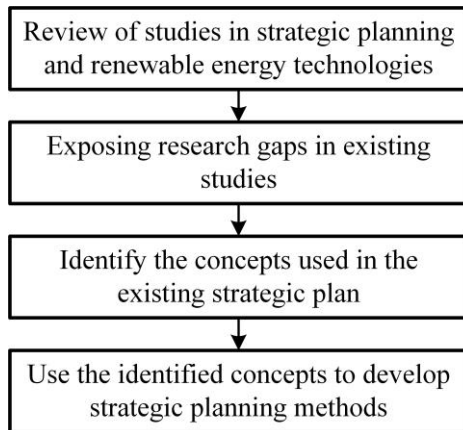 Review of studies in strategic planning
and renewable energy technologies
Exposing research gaps in existing
studies
Identify the concepts used in the
existing strategic plan
Use the identified concepts to develop
strategic planning methods